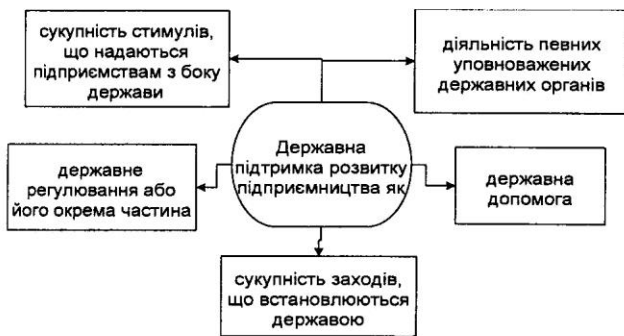 сукупність стимулів,
що надаються
підприємствам з боку
держави
діяльність певних
уповноважених
державних органів
Державна
підтримка розвитку
підприємництва як
державне
регулювання або
його окрема частина
державна
допомога
сукупність заходів,
що встановлюються
державою